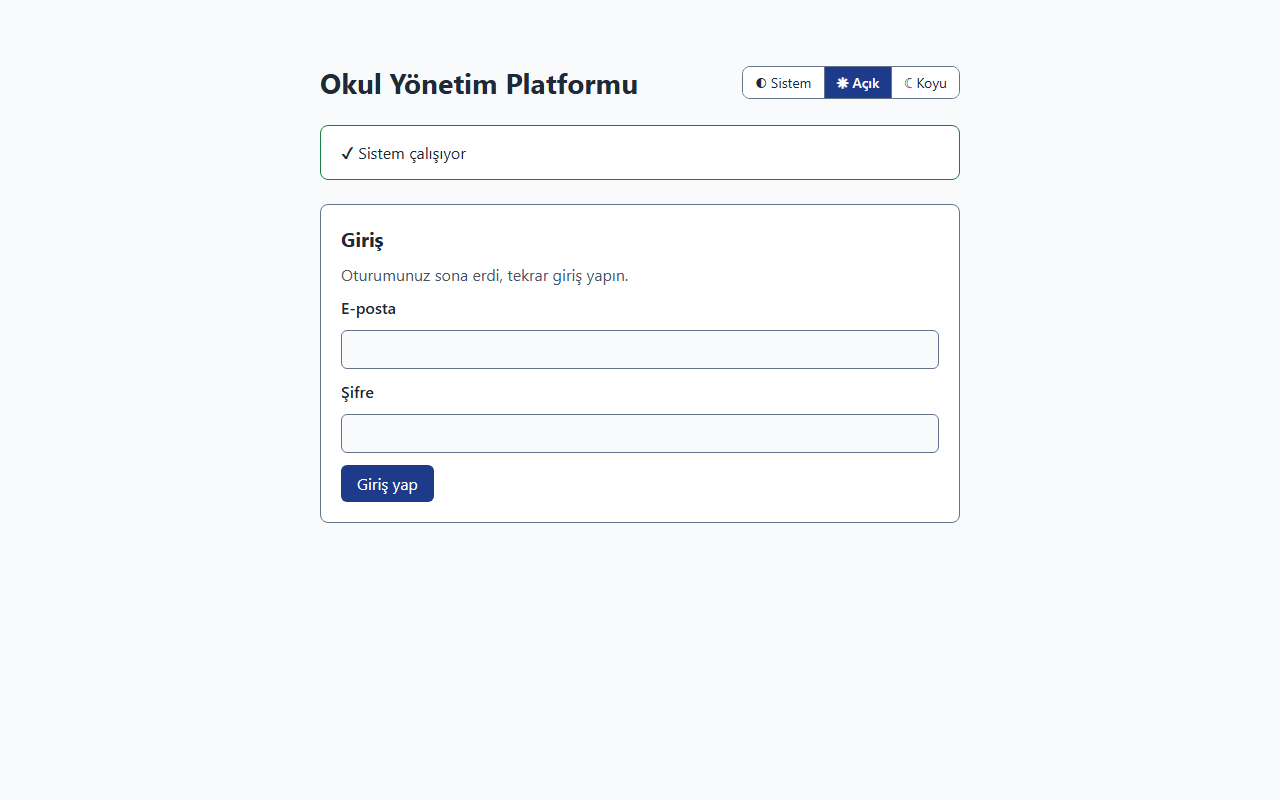 Okul Yönetim Platformu
◐ Sistem ☀ Açık ☾ Koyu
✓ Sistem çalışıyor
Giriş
Oturumunuz sona erdi, tekrar giriş yapın.
E-posta
Şifre
Giriş yap